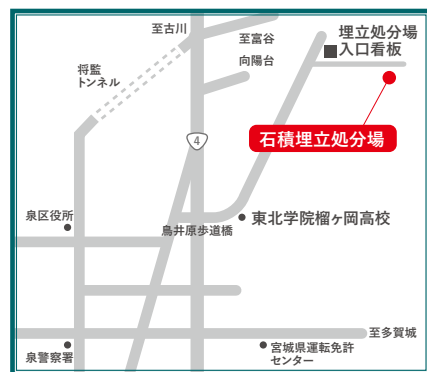 至古川
至富谷
向陽台
埋立処分場
入口看板
将監
トンネル
石積埋立処分場
4
泉区役所
鳥井原歩道橋
東北学院榴ヶ岡高校
至多賀城
泉警察署
宮城県運転免許
センター